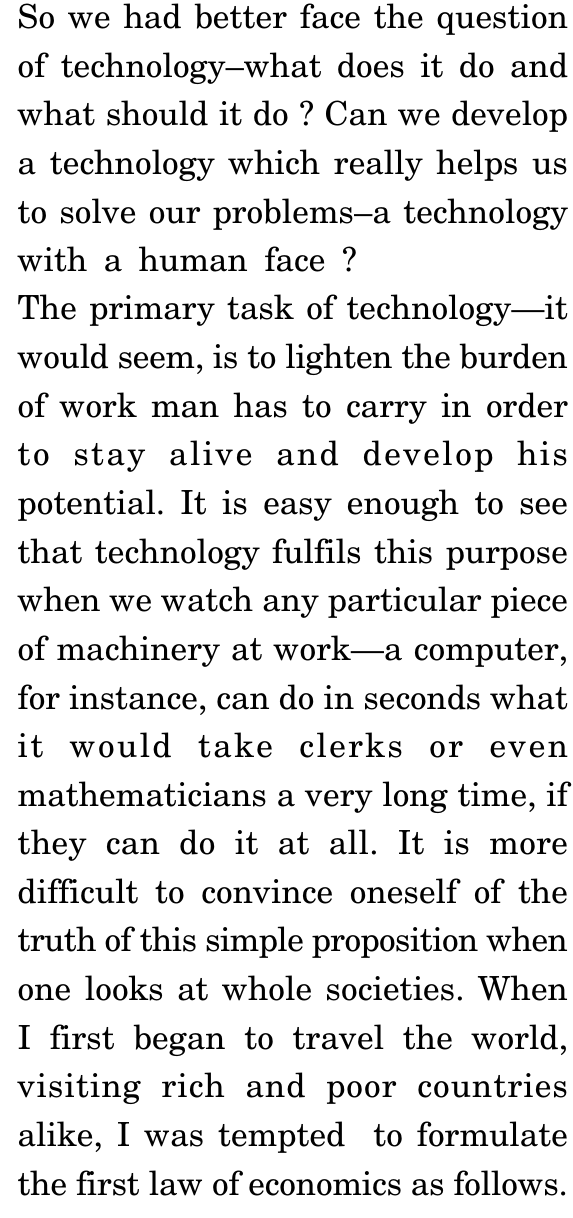 So we had better face the question
of technology–what does it do and
what should it do ? Can we develop
a technology which really helps us
to solve our problems–a technology
with a human face ?
The primary task of technology—it
would seem, is to lighten the burden
of work man has to carry in order
to stay alive and develop his
potential. It is easy enough to see
that technology fulfils this purpose
when we watch any particular piece
of machinery at work—a computer,
for instance, can do in seconds what
it would take clerks or even
mathematicians a very long time, if
they can do it at all. It is more
difficult to convince oneself of the
truth of this simple proposition when
one looks at whole societies. When
I first began to travel the world,
visiting rich and poor countries
alike, I was tempted to formulate
the first law of economics as follows.